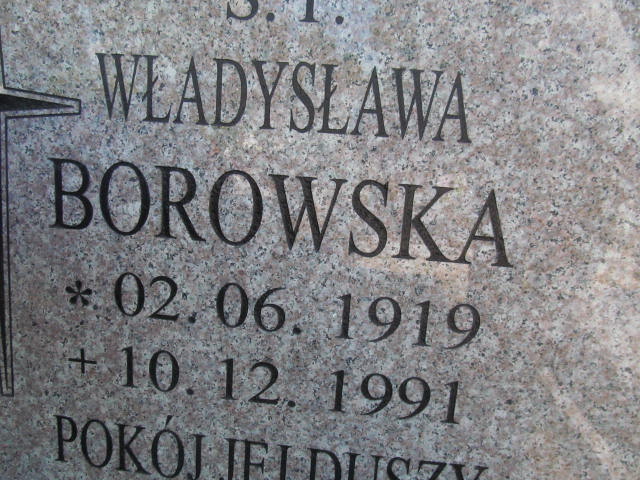 Ś. P.
WŁADYSŁAWA
BOROWSKA
* 02. 06. 1919
+ 10. 12. 1991
POKÓJ JEJ DUSZY